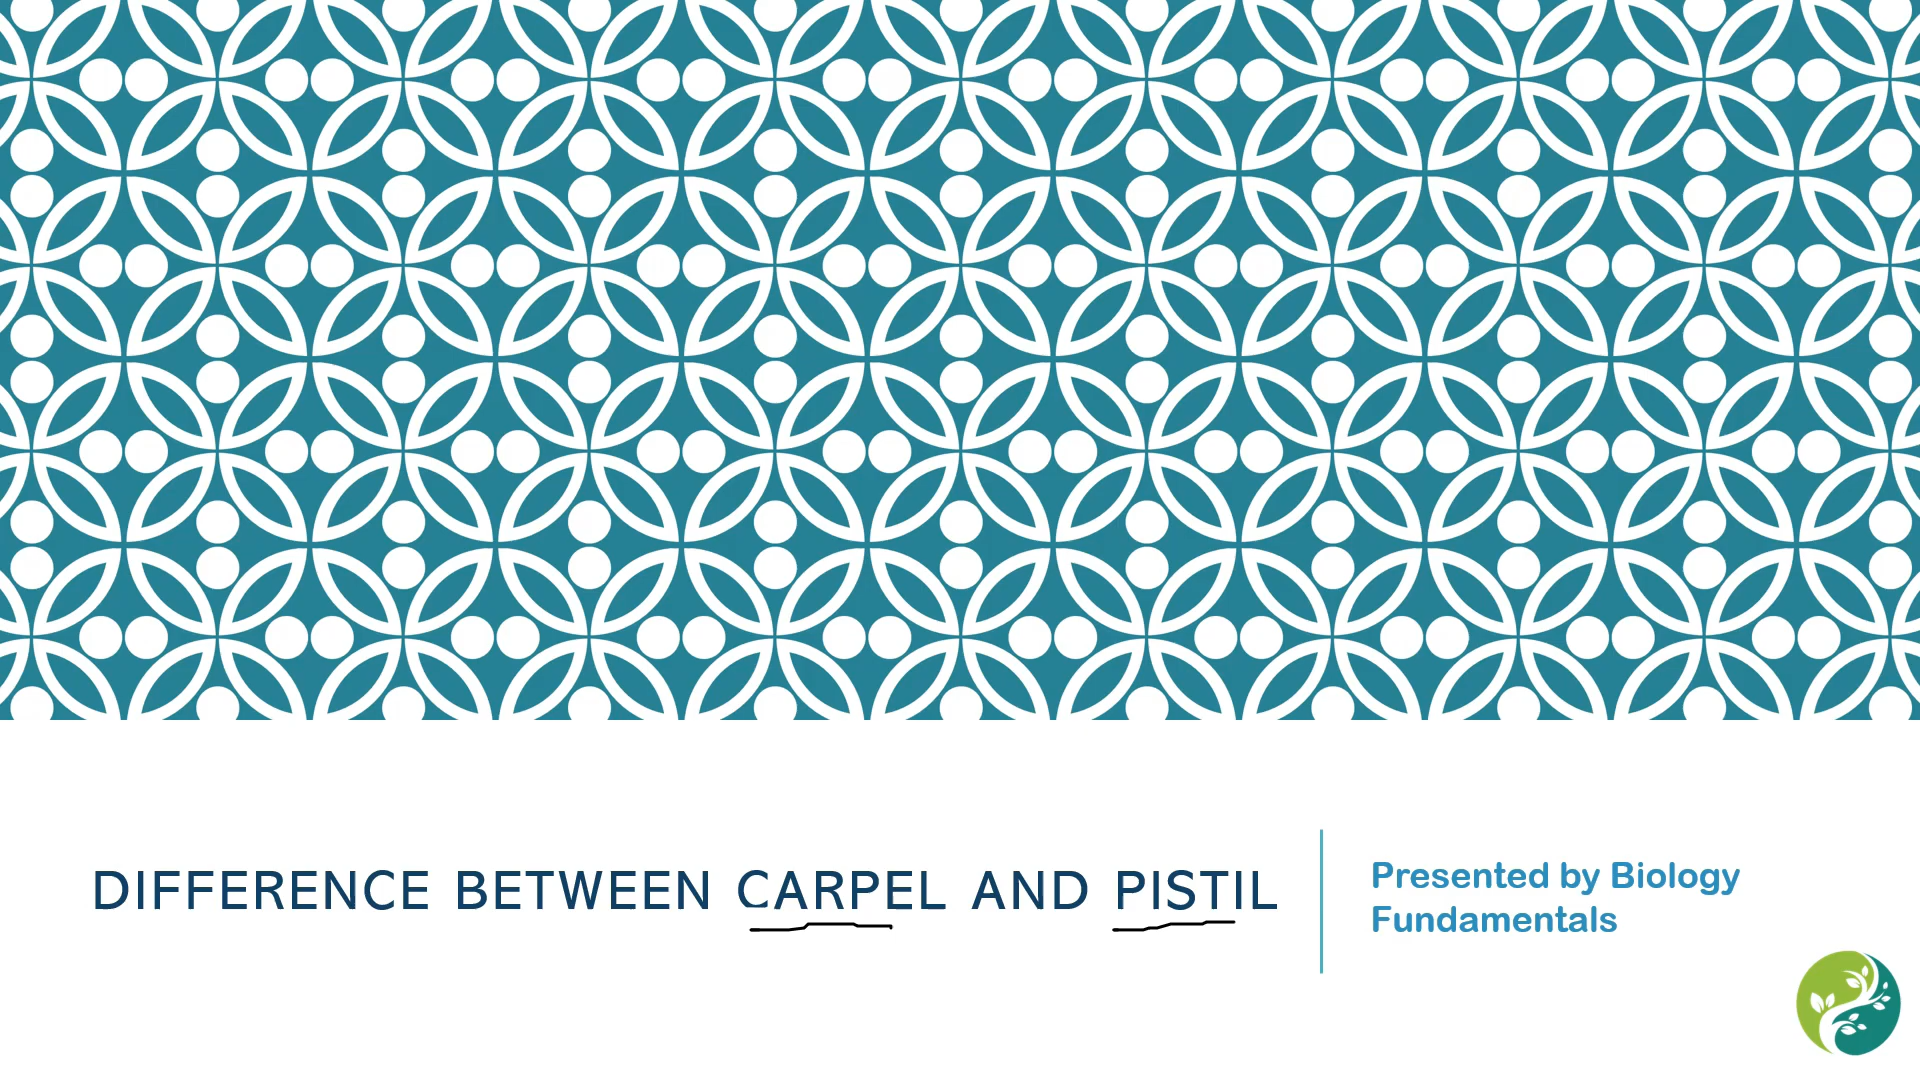 DIFFERENCE BETWEEN CARPEL AND PISTIL
Presented by Biology
Fundamentals